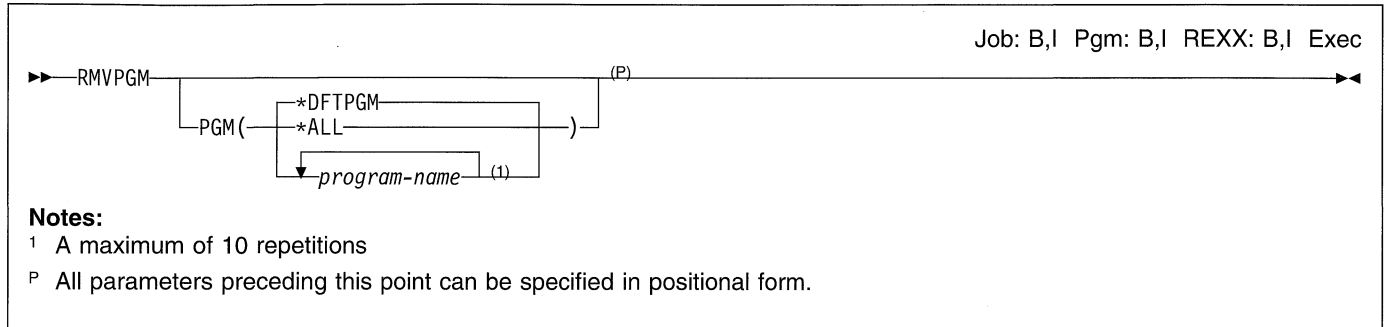 Job: B,I Pgm: B,I REXX: B,I Exec
RMVPGM (P)
*DFTPGM
PGM( *ALL )
program-name (1)
Notes:
1 A maximum of 10 repetitions
P All parameters preceding this point can be specified in positional form.